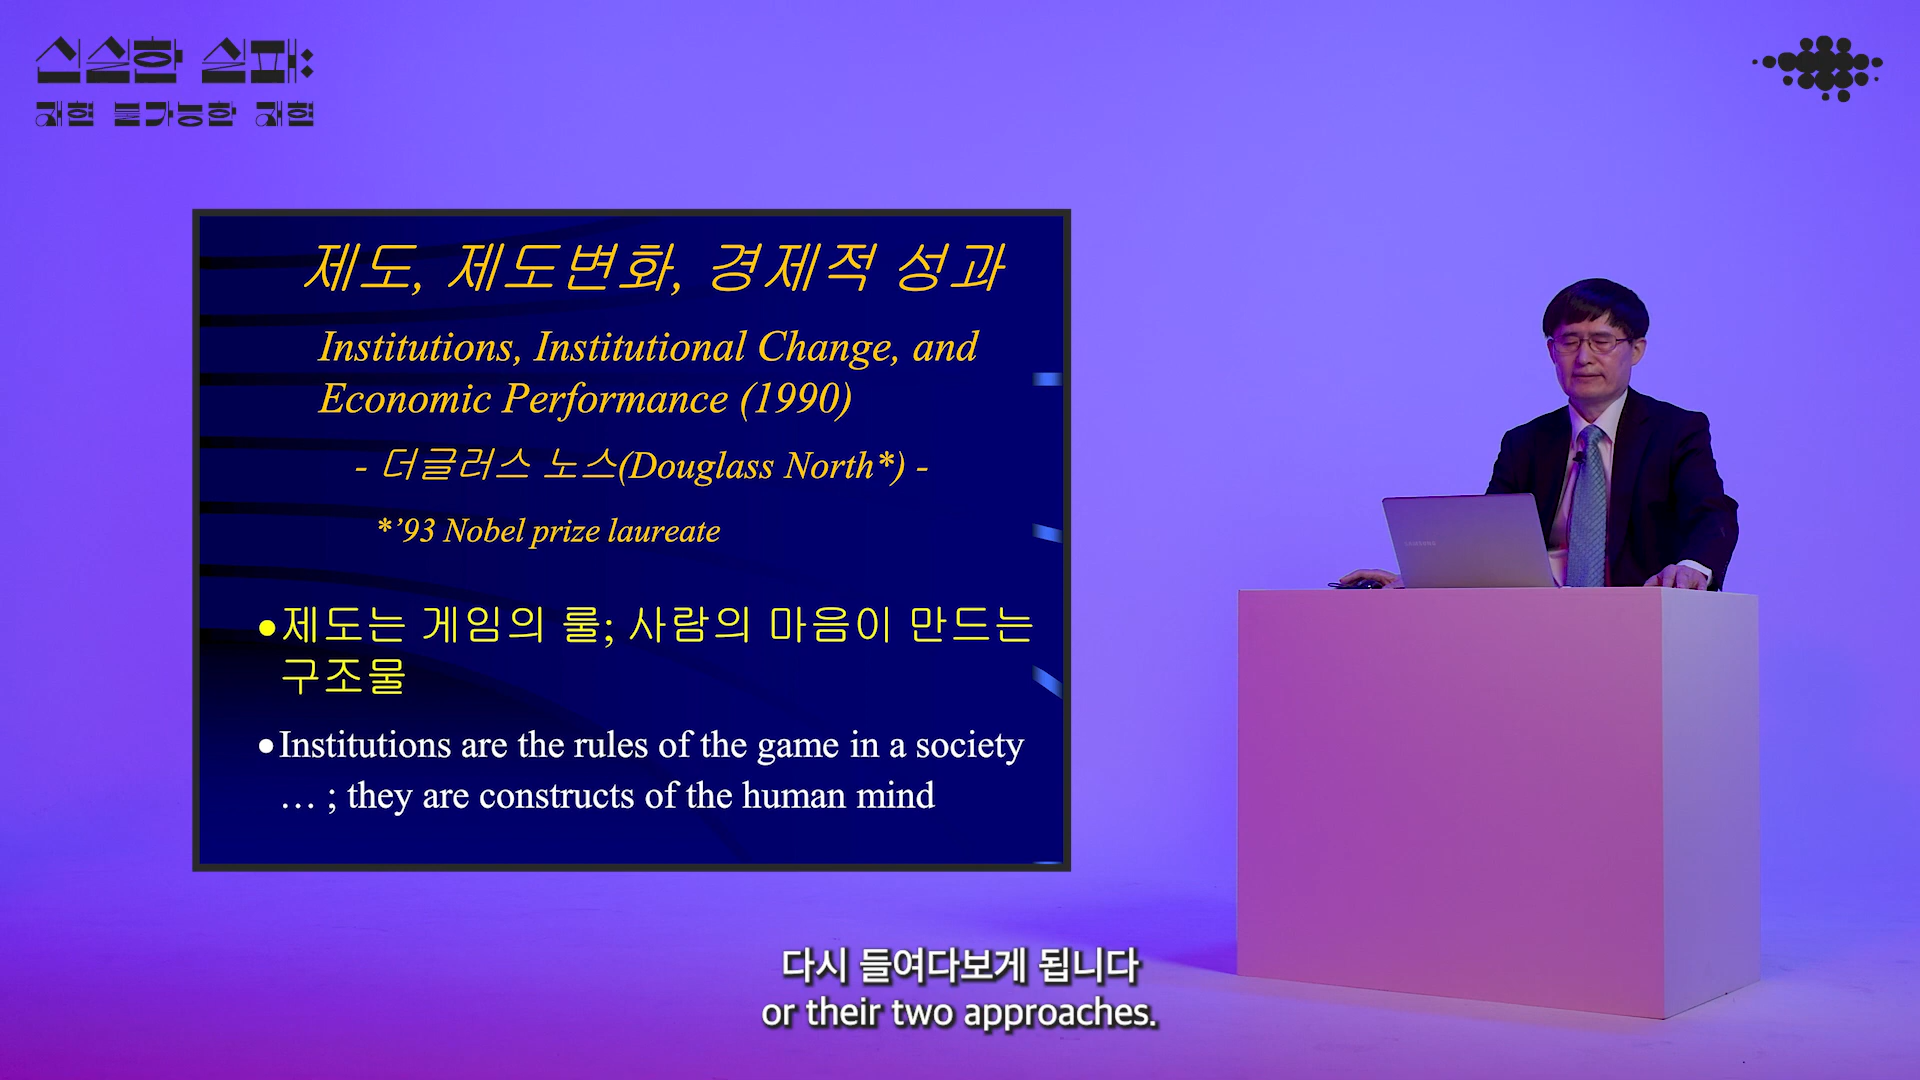 신실한 실패:
재현 불가능한 재현
제도, 제도변화, 경제적 성과
Institutions, Institutional Change, and
Economic Performance (1990)
- 더글러스 노스(Douglass North*) -
*’93 Nobel prize laureate
•제도는 게임의 룰; 사람의 마음이 만드는
구조물
•Institutions are the rules of the game in a society
… ; they are constructs of the human mind
SAMSUNG
다시 들여다보게 됩니다
or their two approaches.